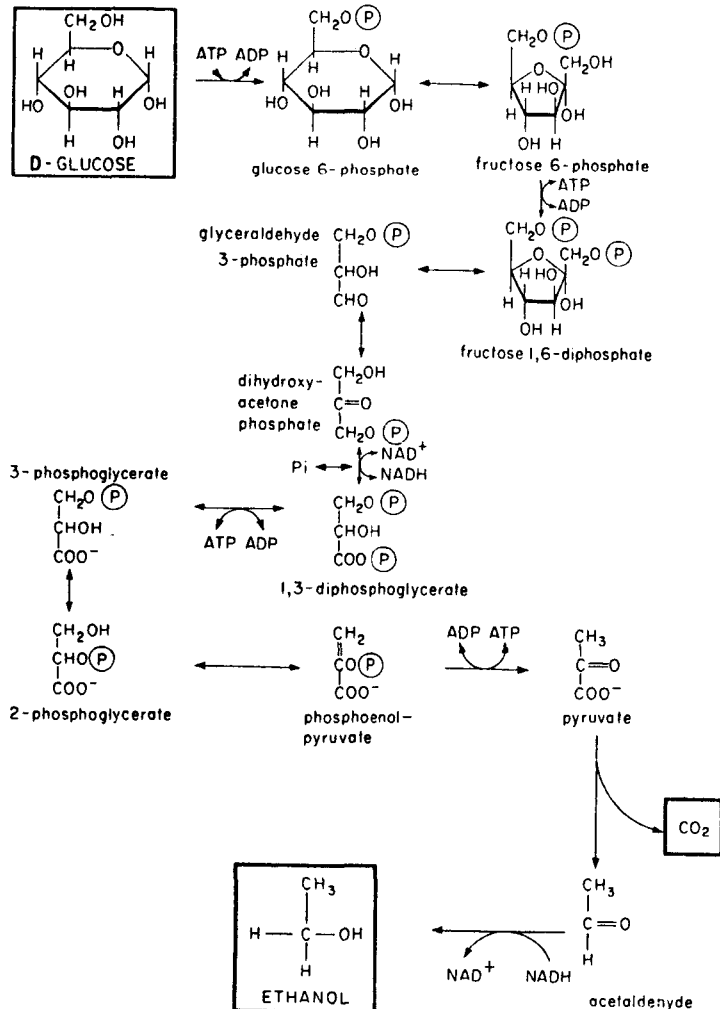 CH₂OH
H
O
H
H
HO
OH
H
OH
H
OH
D-GLUCOSE
ATP ADP
CH₂O P
H
O
H
H
HO
OH
H
OH
H
OH
glucose 6-phosphate
CH₂O P
O
CH₂OH
H
HHO
OH
OH H
fructose 6-phosphate
ATP
ADP
CH₂O P
O
CH₂O P
H
HHO
OH
OH H
fructose 1,6-diphosphate
glyceraldehyde
3-phosphate
CH₂O P
CHOH
CHO
dihydroxy-
acetone
phosphate
CH₂OH
C=O
CH₂O P
Pi
NAD⁺
NADH
CH₂O P
CHOH
COO P
1,3-diphosphoglycerate
ATP ADP
3-phosphoglycerate
CH₂O P
CHOH
COO⁻
CH₂OH
CHO P
COO⁻
2-phosphoglycerate
CH₂
CO P
COO⁻
phosphoenol-
pyruvate
ADP ATP
CH₃
C=O
COO⁻
pyruvate
CO₂
CH₃
C=O
H
acetaldenyde
NAD⁺ NADH
CH₃
H—C—OH
H
ETHANOL